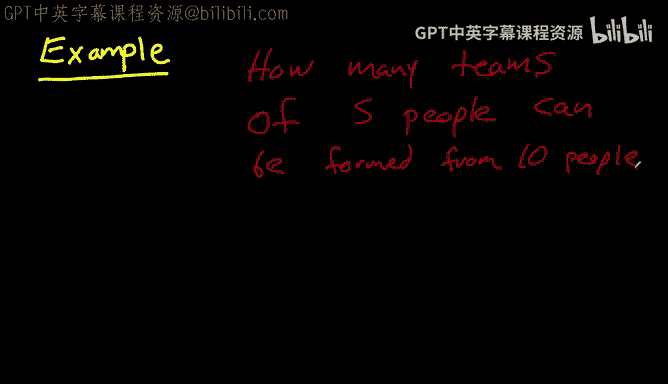 GPT中英字幕课程资源@bilibili.com
GPT中英字幕课程资源 bilibili
Example
How many teams
Of 5 people can
be formed from 10 people